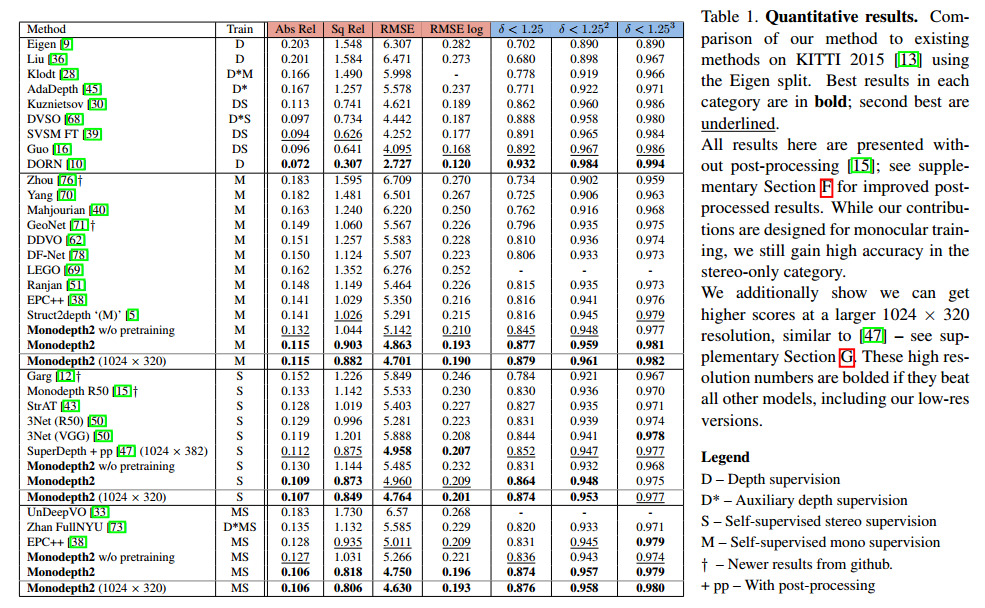 Method Train Abs Rel Sq Rel RMSE RMSE log δ < 1.25 δ < 1.25² δ < 1.25³
Eigen [9] D 0.203 1.548 6.307 0.282 0.702 0.890 0.890
Liu [36] D 0.201 1.584 6.471 0.273 0.680 0.898 0.967
Klodt [28] D*M 0.166 1.490 5.998 - 0.778 0.919 0.966
AdaDepth [45] D* 0.167 1.257 5.578 0.237 0.771 0.922 0.971
Kuznietsov [30] DS 0.113 0.741 4.621 0.189 0.862 0.960 0.986
DVSO [68] D*S 0.097 0.734 4.442 0.187 0.888 0.958 0.980
SVSM FT [39] DS 0.094 0.626 4.252 0.177 0.891 0.965 0.984
Guo [16] DS 0.096 0.641 4.095 0.168 0.892 0.967 0.986
DORN [10] D 0.072 0.307 2.727 0.120 0.932 0.984 0.994
Zhou [76]† M 0.183 1.595 6.709 0.270 0.734 0.902 0.959
Yang [70] M 0.182 1.481 6.501 0.267 0.725 0.906 0.963
Mahjourian [40] M 0.163 1.240 6.220 0.250 0.762 0.916 0.968
GeoNet [71]† M 0.149 1.060 5.567 0.226 0.796 0.935 0.975
DDVO [62] M 0.151 1.257 5.583 0.228 0.810 0.936 0.974
DF-Net [78] M 0.150 1.124 5.507 0.223 0.806 0.933 0.973
LEGO [69] M 0.162 1.352 6.276 0.252 - - -
Ranjan [51] M 0.148 1.149 5.464 0.226 0.815 0.935 0.973
EPC++ [38] M 0.141 1.029 5.350 0.216 0.816 0.941 0.976
Struct2depth '(M)' [5] M 0.141 1.026 5.291 0.215 0.816 0.945 0.979
Monodepth2 w/o pretraining M 0.132 1.044 5.142 0.210 0.845 0.948 0.977
Monodepth2 M 0.115 0.903 4.863 0.193 0.877 0.959 0.981
Monodepth2 (1024 × 320) M 0.115 0.882 4.701 0.190 0.879 0.961 0.982
Garg [12]† S 0.152 1.226 5.849 0.246 0.784 0.921 0.967
Monodepth R50 [15]† S 0.133 1.142 5.533 0.230 0.830 0.936 0.970
StrAT [43] S 0.128 1.019 5.403 0.227 0.827 0.935 0.971
3Net (R50) [50] S 0.129 0.996 5.281 0.223 0.831 0.939 0.974
3Net (VGG) [50] S 0.119 1.201 5.888 0.208 0.844 0.941 0.978
SuperDepth + pp [47] (1024 × 382) S 0.112 0.875 4.958 0.207 0.852 0.947 0.977
Monodepth2 w/o pretraining S 0.130 1.144 5.485 0.232 0.831 0.932 0.968
Monodepth2 S 0.109 0.873 4.960 0.209 0.864 0.948 0.975
Monodepth2 (1024 × 320) S 0.107 0.849 4.764 0.201 0.874 0.953 0.977
UnDeepVO [33] MS 0.183 1.730 6.57 0.268 - - -
Zhan FullNYU [73] D*MS 0.135 1.132 5.585 0.229 0.820 0.933 0.971
EPC++ [38] MS 0.128 0.935 5.011 0.209 0.831 0.945 0.979
Monodepth2 w/o pretraining MS 0.127 1.031 5.266 0.221 0.836 0.943 0.974
Monodepth2 MS 0.106 0.818 4.750 0.196 0.874 0.957 0.979
Monodepth2 (1024 × 320) MS 0.106 0.806 4.630 0.193 0.876 0.958 0.980
Table 1. Quantitative results. Com-
parison of our method to existing
methods on KITTI 2015 [13] using
the Eigen split. Best results in each
category are in bold; second best are
underlined.
All results here are presented with-
out post-processing [15]; see supple-
mentary Section F for improved post-
processed results. While our contribu-
tions are designed for monocular train-
ing, we still gain high accuracy in the
stereo-only category.
We additionally show we can get
higher scores at a larger 1024 × 320
resolution, similar to [47] – see sup-
plementary Section G. These high res-
olution numbers are bolded if they beat
all other models, including our low-res
versions.
Legend
D – Depth supervision
D* – Auxiliary depth supervision
S – Self-supervised stereo supervision
M – Self-supervised mono supervision
† – Newer results from github.
+ pp – With post-processing